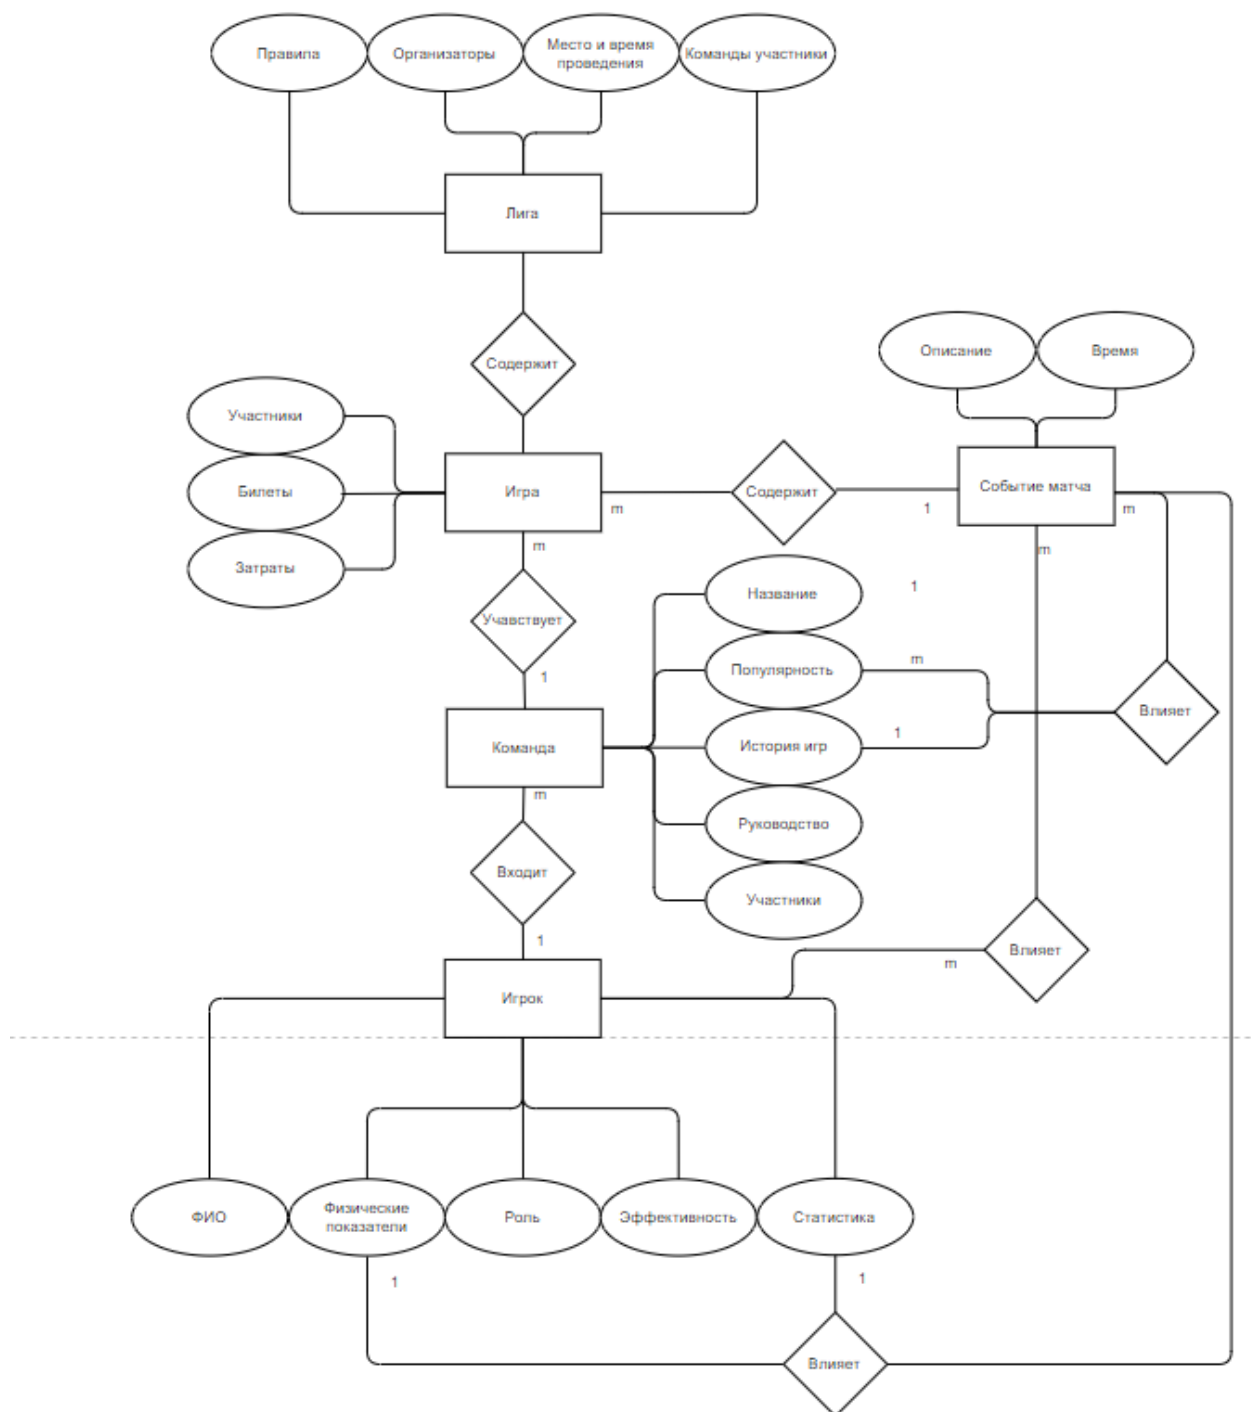 Правила
Организаторы
Место и время
проведения
Команды участники
Лига
Содержит
Описание
Время
Участники
Билеты
Затраты
Игра
m
m
Содержит
1
Событие матча
m
m
Учавствует
1
Название
1
Популярность
m
История игр
1
Руководство
Участники
Влияет
Команда
m
Входит
1
Влияет
m
Игрок
ФИО
Физические
показатели
Роль
Эффективность
Статистика
1
1
Влияет